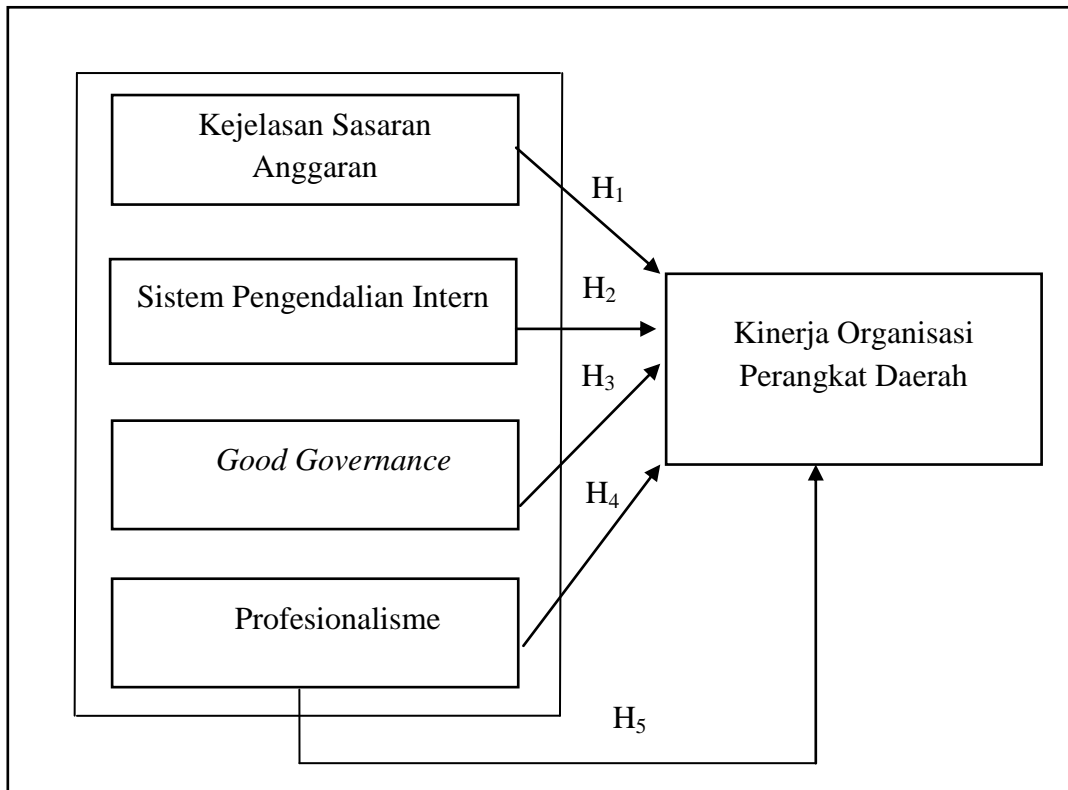 Kejelasan Sasaran
Anggaran
H₁
Sistem Pengendalian Intern
H₂
Kinerja Organisasi
Perangkat Daerah
H₃
Good Governance
H₄
Profesionalisme
H₅